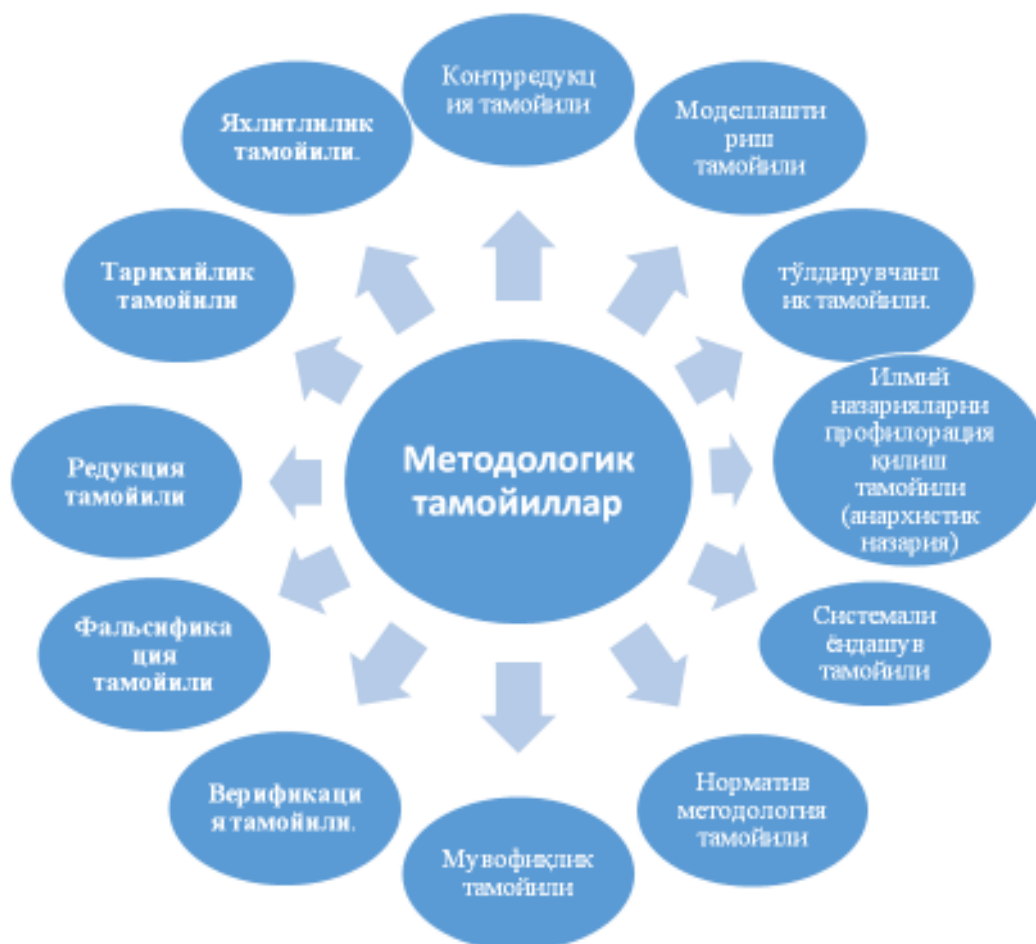 Контрредукц
ия тамойили
Моделлашти
риш
тамойили
тўлдирувчанл
ик тамойили.
Илмий
назарияларни
профилорация
қилиш
тамойили
(анархистик
назария)
Системали
ёндашув
тамойили
Норматив
методология
тамойили
Мувофиқлик
тамойили
Верификаци
я тамойили.
Фальсифика
ция
тамойили
Редукция
тамойили
Тарихийлик
тамойили
Яхлитлилик
тамойили.
Методологик
тамойиллар